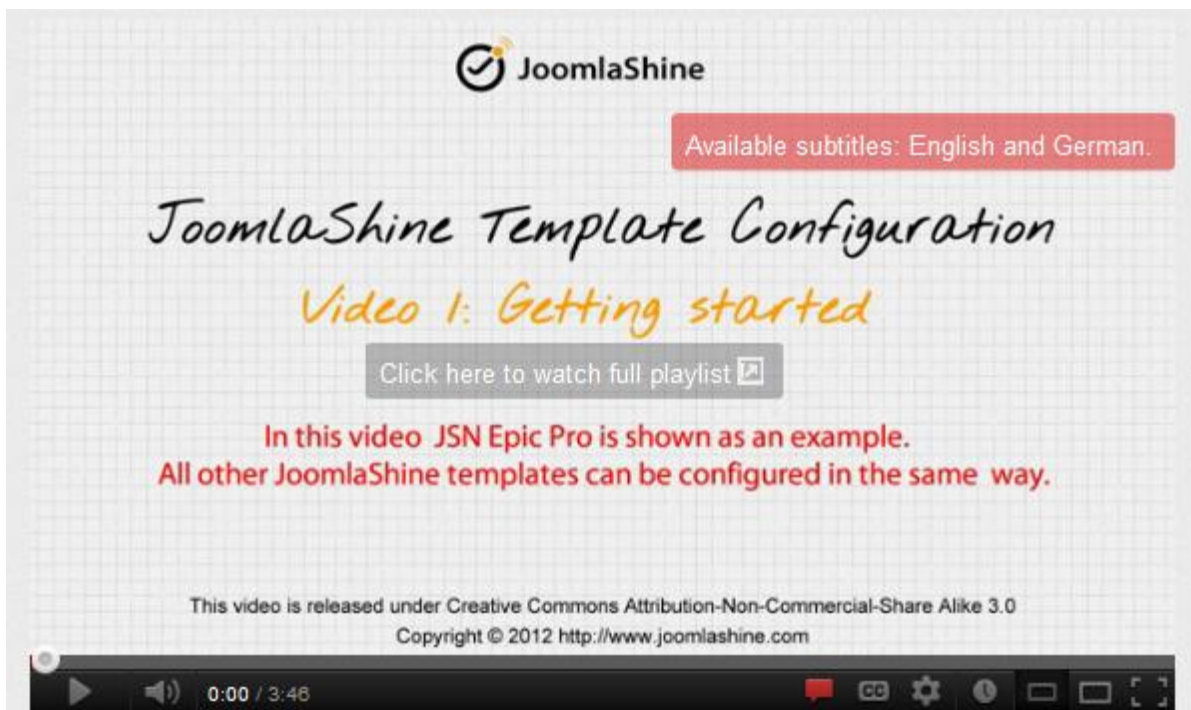 JoomlaShine
Available subtitles: English and German.
JoomlaShine Template Configuration
Video 1: Getting started
Click here to watch full playlist
In this video JSN Epic Pro is shown as an example.
All other JoomlaShine templates can be configured in the same way.
This video is released under Creative Commons Attribution-Non-Commercial-Share Alike 3.0
Copyright © 2012 http://www.joomlashine.com
0:00 / 3:46
CC